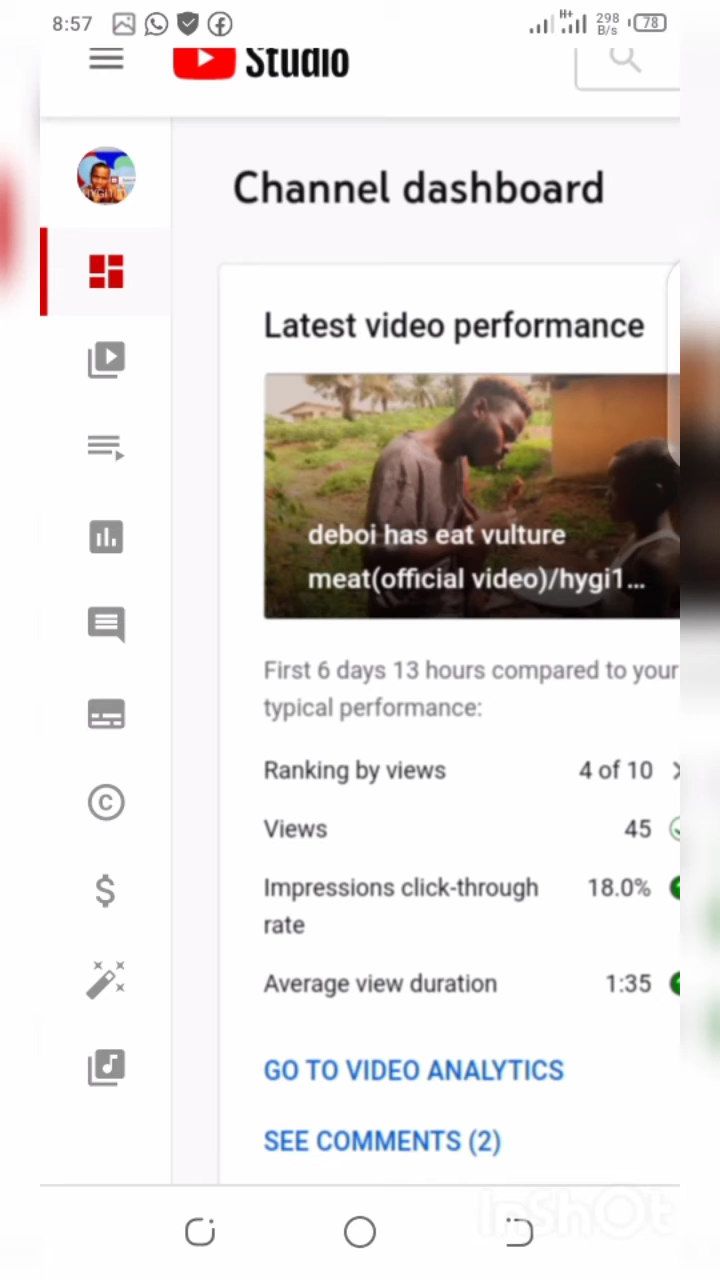 8:57 H+ 298 B/s 78
Studio
Channel dashboard
Latest video performance
deboi has eat vulture
meat(official video)/hygi1...
First 6 days 13 hours compared to your
typical performance:
Ranking by views 4 of 10
Views 45
Impressions click-through 18.0%
rate
Average view duration 1:35
GO TO VIDEO ANALYTICS
SEE COMMENTS (2)
InShOt